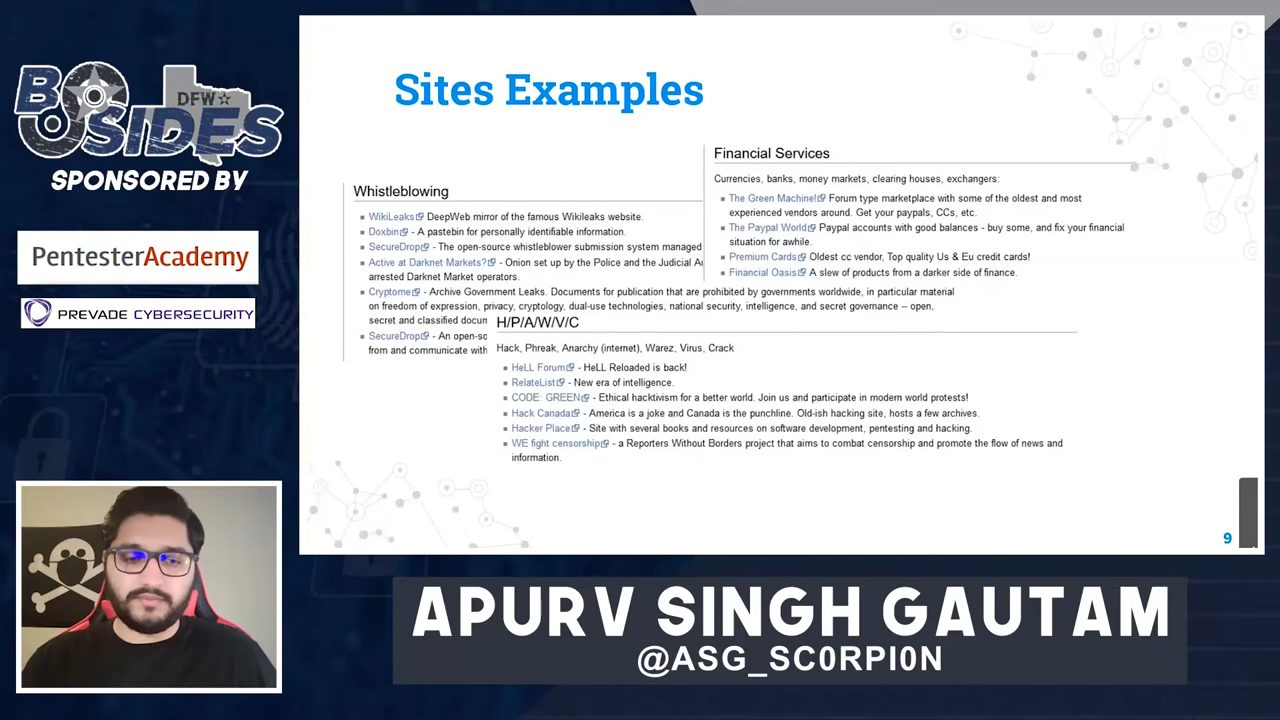 BSIDES
DFW
SPONSORED BY
PentesterAcademy
PREVADE CYBERSECURITY
Sites Examples
Whistleblowing
WikiLeaks DeepWeb mirror of the famous Wikileaks website.
Doxbin - A pastebin for personally identifiable information.
SecureDrop - The open-source whistleblower submission system managed
Active at Darknet Markets? - Onion set up by the Police and the Judicial Au
arrested Darknet Market operators.
Cryptome - Archive Government Leaks. Documents for publication that are prohibited by governments worldwide, in particular material
on freedom of expression, privacy, cryptology, dual-use technologies, national security, intelligence, and secret governance -- open,
secret and classified docum
SecureDrop - An open-so
from and communicate with
Financial Services
Currencies, banks, money markets, clearing houses, exchangers:
The Green Machine! Forum type marketplace with some of the oldest and most
experienced vendors around. Get your paypals, CCs, etc.
The Paypal World Paypal accounts with good balances - buy some, and fix your financial
situation for awhile.
Premium Cards Oldest cc vendor, Top quality Us & Eu credit cards!
Financial Oasis A slew of products from a darker side of finance.
H/P/A/W/V/C
Hack, Phreak, Anarchy (internet), Warez, Virus, Crack
HeLL Forum - HeLL Reloaded is back!
RelateList - New era of intelligence.
CODE: GREEN - Ethical hacktivism for a better world. Join us and participate in modern world protests!
Hack Canada - America is a joke and Canada is the punchline. Old-ish hacking site, hosts a few archives.
Hacker Place - Site with several books and resources on software development, pentesting and hacking.
WE fight censorship - a Reporters Without Borders project that aims to combat censorship and promote the flow of news and
information.
9
APURV SINGH GAUTAM
@ASG_SC0RPI0N